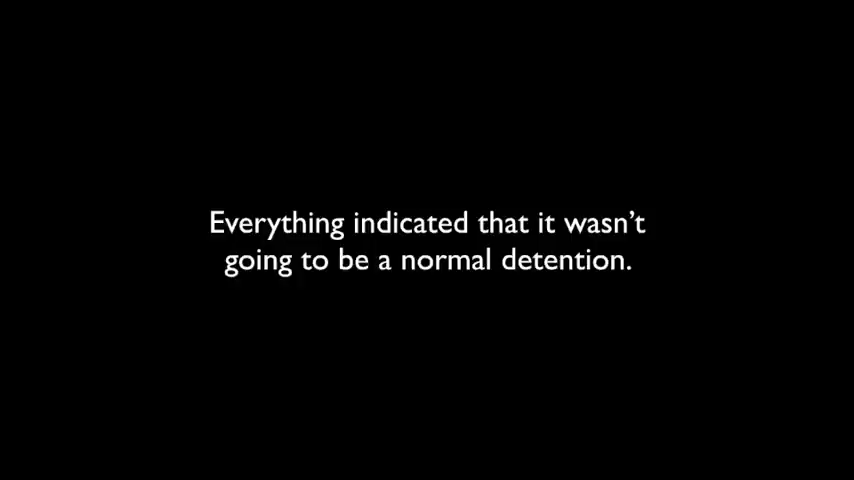 Everything indicated that it wasn’t
going to be a normal detention.